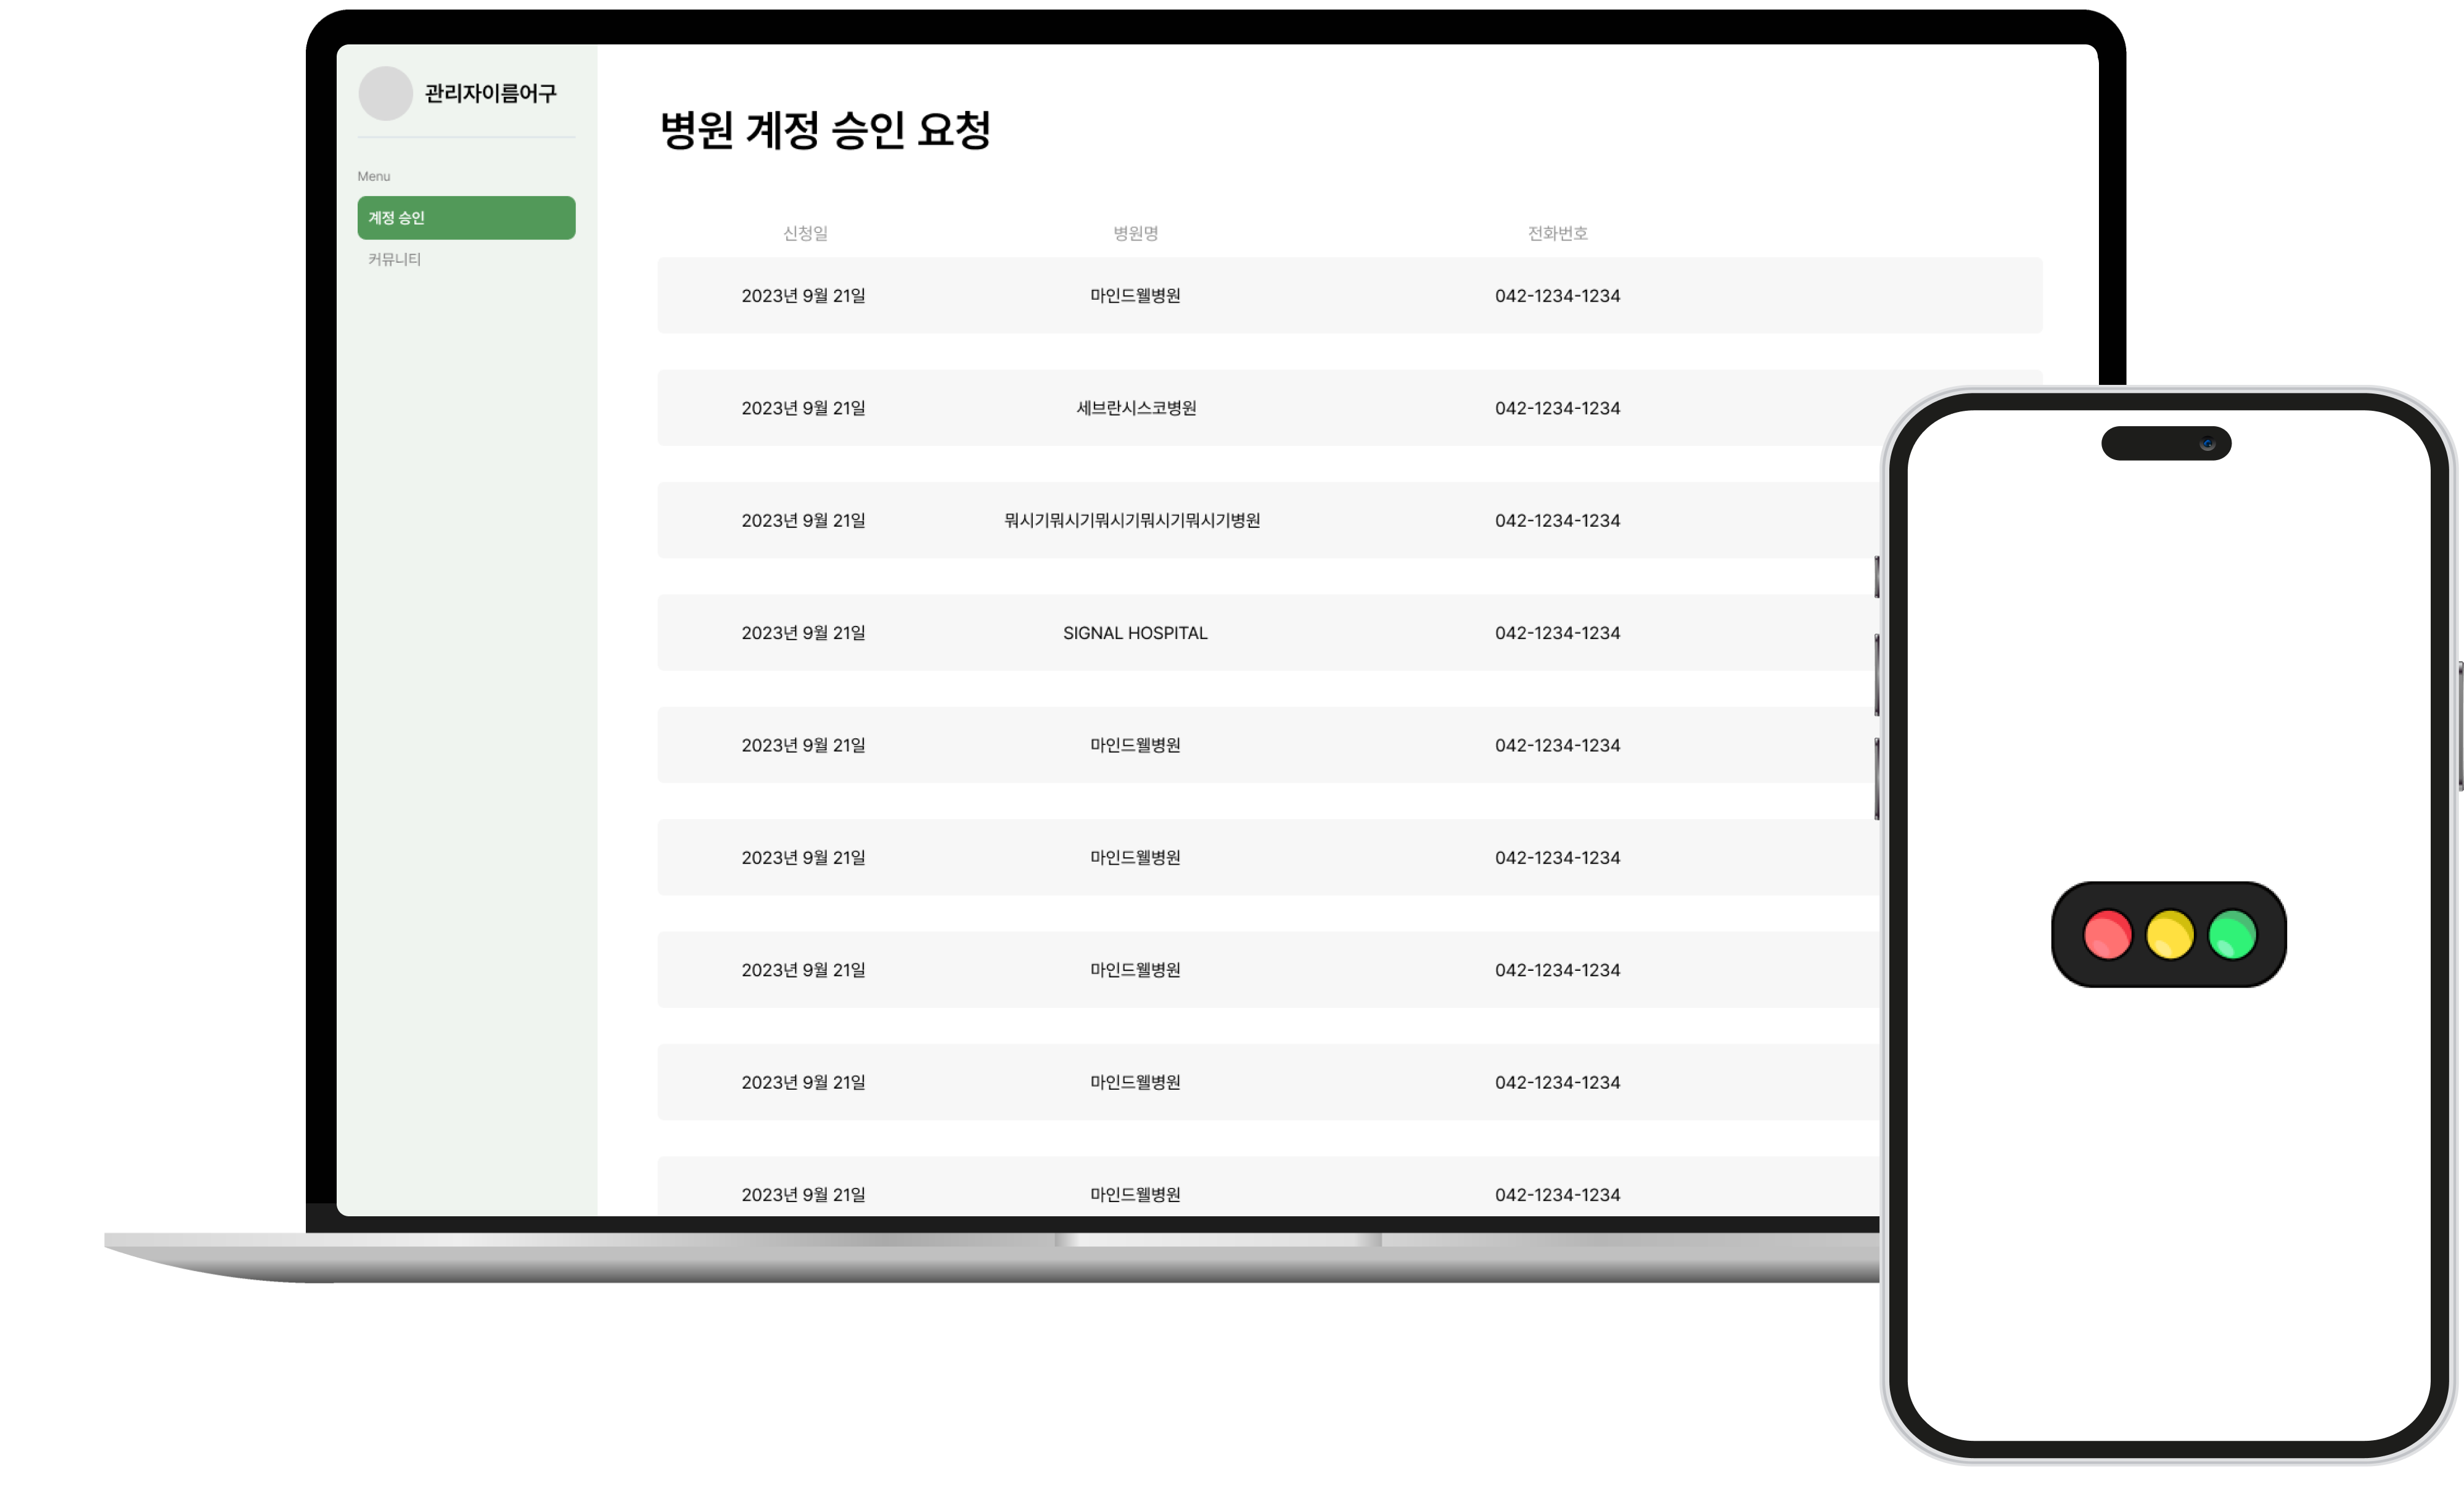 관리자이름어구
Menu
계정 승인
커뮤니티
병원 계정 승인 요청
신청일 병원명 전화번호
2023년 9월 21일 마인드웰병원 042-1234-1234
2023년 9월 21일 세브란시스코병원 042-1234-1234
2023년 9월 21일 뭐시기뭐시기뭐시기뭐시기뭐시기병원 042-1234-1234
2023년 9월 21일 SIGNAL HOSPITAL 042-1234-1234
2023년 9월 21일 마인드웰병원 042-1234-1234
2023년 9월 21일 마인드웰병원 042-1234-1234
2023년 9월 21일 마인드웰병원 042-1234-1234
2023년 9월 21일 마인드웰병원 042-1234-1234
2023년 9월 21일 마인드웰병원 042-1234-1234